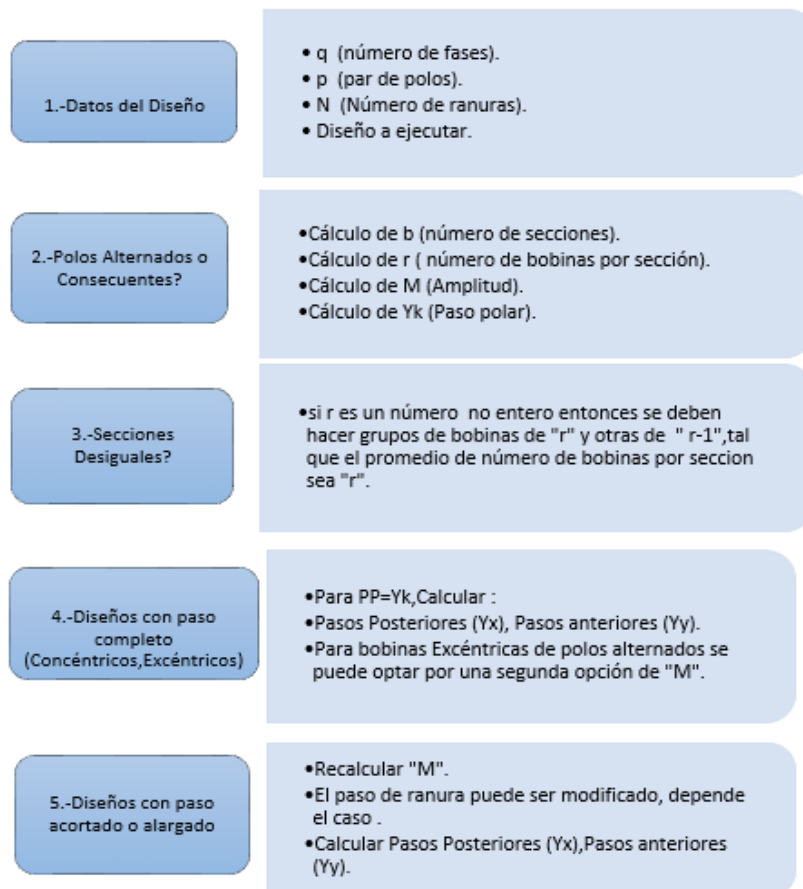 1.-Datos del Diseño
• q (número de fases).
• p (par de polos).
• N (Número de ranuras).
• Diseño a ejecutar.
2.-Polos Alternados o
Consecuentes?
•Cálculo de b (número de secciones).
•Cálculo de r ( número de bobinas por sección).
•Cálculo de M (Amplitud).
•Cálculo de Yk (Paso polar).
3.-Secciones
Desiguales?
•si r es un número no entero entonces se deben
hacer grupos de bobinas de "r" y otras de " r-1",tal
que el promedio de número de bobinas por seccion
sea "r".
4.-Diseños con paso
completo
(Concéntricos,Excéntricos)
•Para PP=Yk,Calcular :
•Pasos Posteriores (Yx), Pasos anteriores (Yy).
•Para bobinas Excéntricas de polos alternados se
puede optar por una segunda opción de "M".
5.-Diseños con paso
acortado o alargado
•Recalcular "M".
•El paso de ranura puede ser modificado, depende
el caso .
•Calcular Pasos Posteriores (Yx),Pasos anteriores
(Yy).